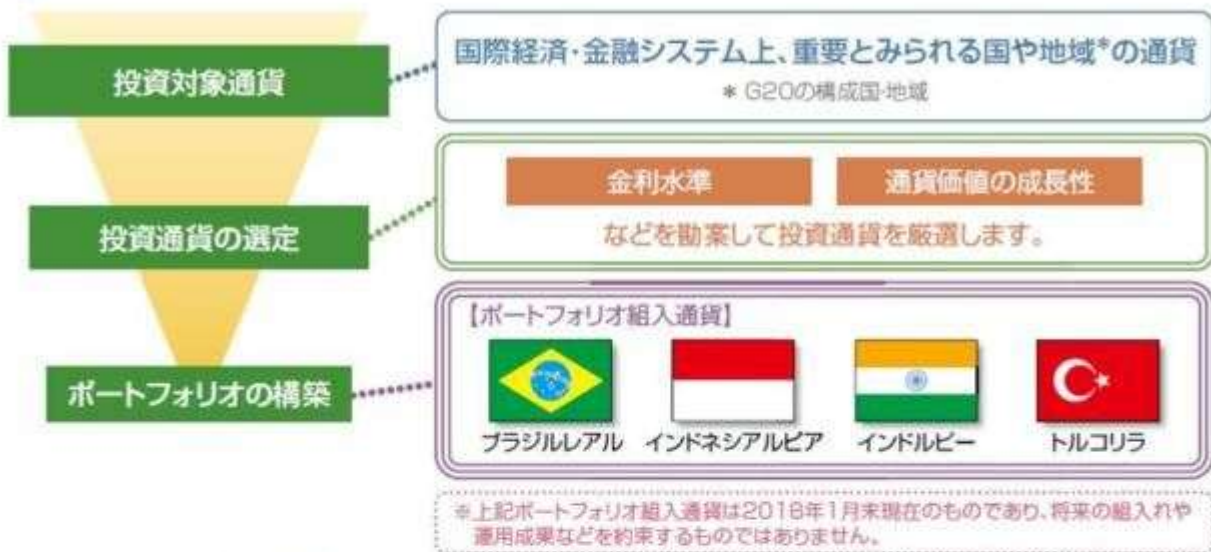 投資対象通貨
国際経済・金融システム上、重要とみられる国や地域*の通貨
* G20の構成国・地域
投資通貨の選定
金利水準
通貨価値の成長性
などを勘案して投資通貨を厳選します。
ポートフォリオの構築
【ポートフォリオ組入通貨】
ブラジルレアル
インドネシアルピア
インドルピー
トルコリラ
※上記ポートフォリオ組入通貨は2018年1月末現在のものであり、将来の組入れや
運用成果などを約束するものではありません。